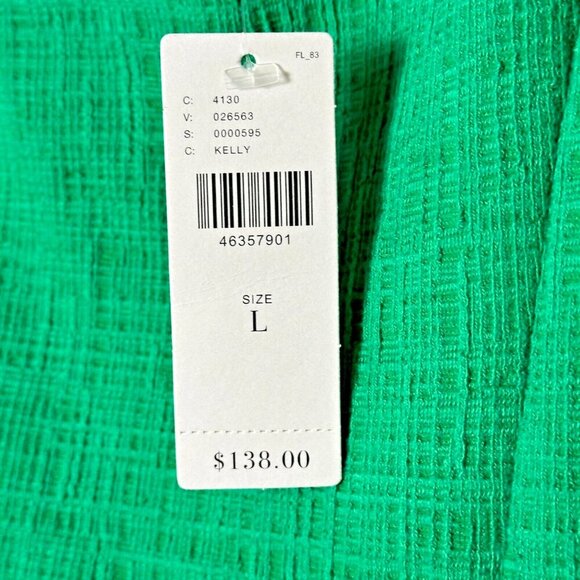 FL_83
C: 4130
V: 026563
S: 0000595
C: KELLY
46357901
SIZE
L
$138.00